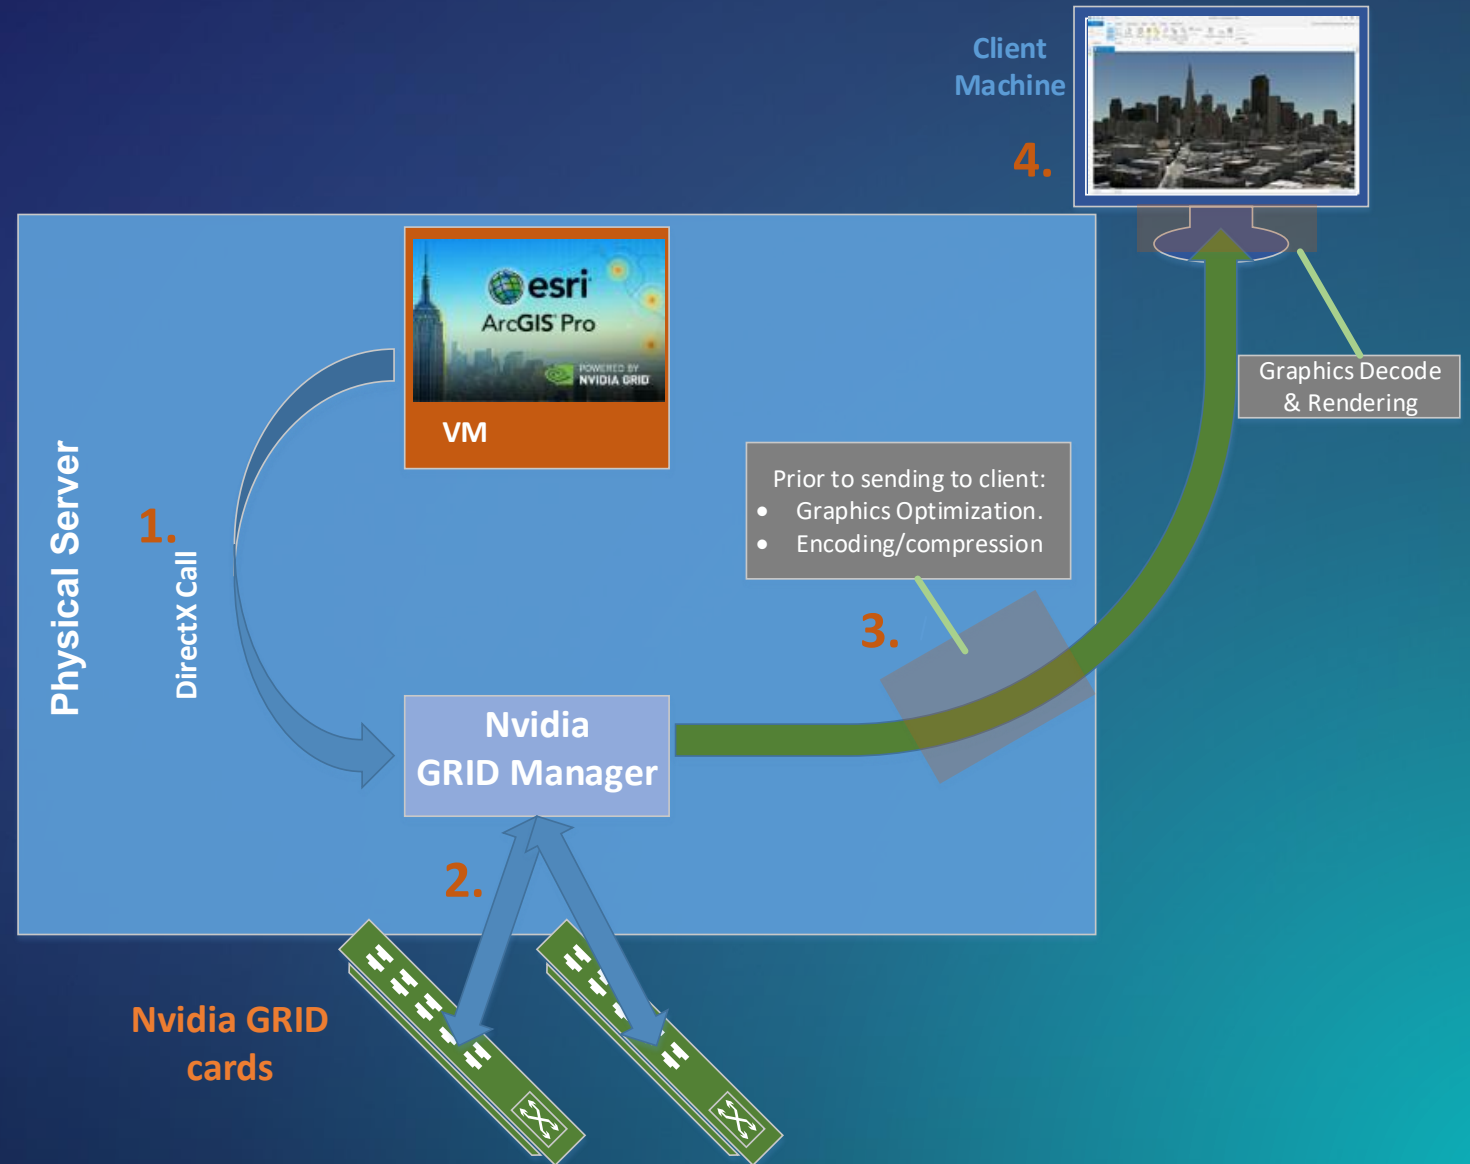 Client
Machine
4.
esri
ArcGIS Pro
POWERED BY
NVIDIA GRID
VM
Graphics Decode
& Rendering
Physical Server
1.
DirectX Call
Prior to sending to client:
• Graphics Optimization.
• Encoding/compression
3.
Nvidia
GRID Manager
2.
Nvidia GRID
cards